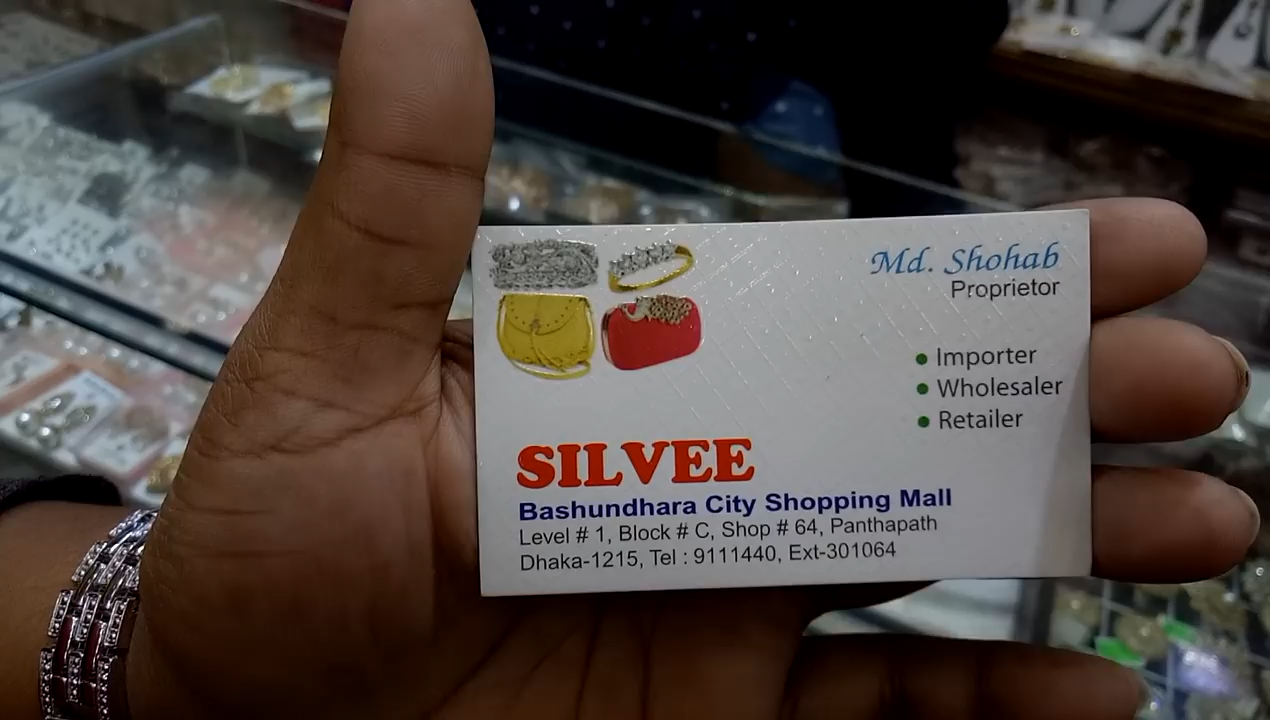 Md. Shohab
Proprietor
Importer
Wholesaler
Retailer
SILVEE
Bashundhara City Shopping Mall
Level # 1, Block # C, Shop # 64, Panthapath
Dhaka-1215, Tel : 9111440, Ext-301064